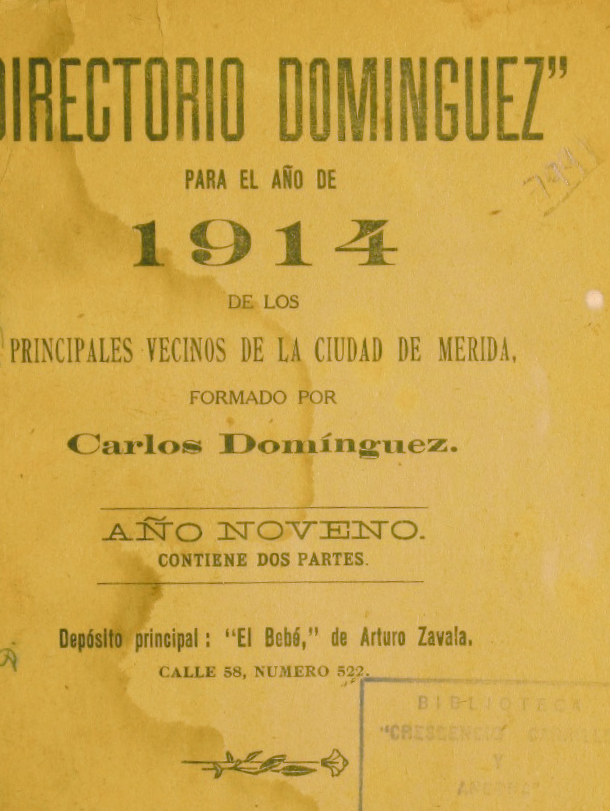 DIRECTORIO DOMINGUEZ”
PARA EL AÑO DE
1914
DE LOS
PRINCIPALES VECINOS DE LA CIUDAD DE MERIDA,
FORMADO POR
Carlos Domínguez.
AÑO NOVENO.
CONTIENE DOS PARTES.
Depósito principal: “El Bebé,” de Arturo Zavala.
CALLE 58, NUMERO 522.
BIBLIOTECA
"CRESCENCIO
Y